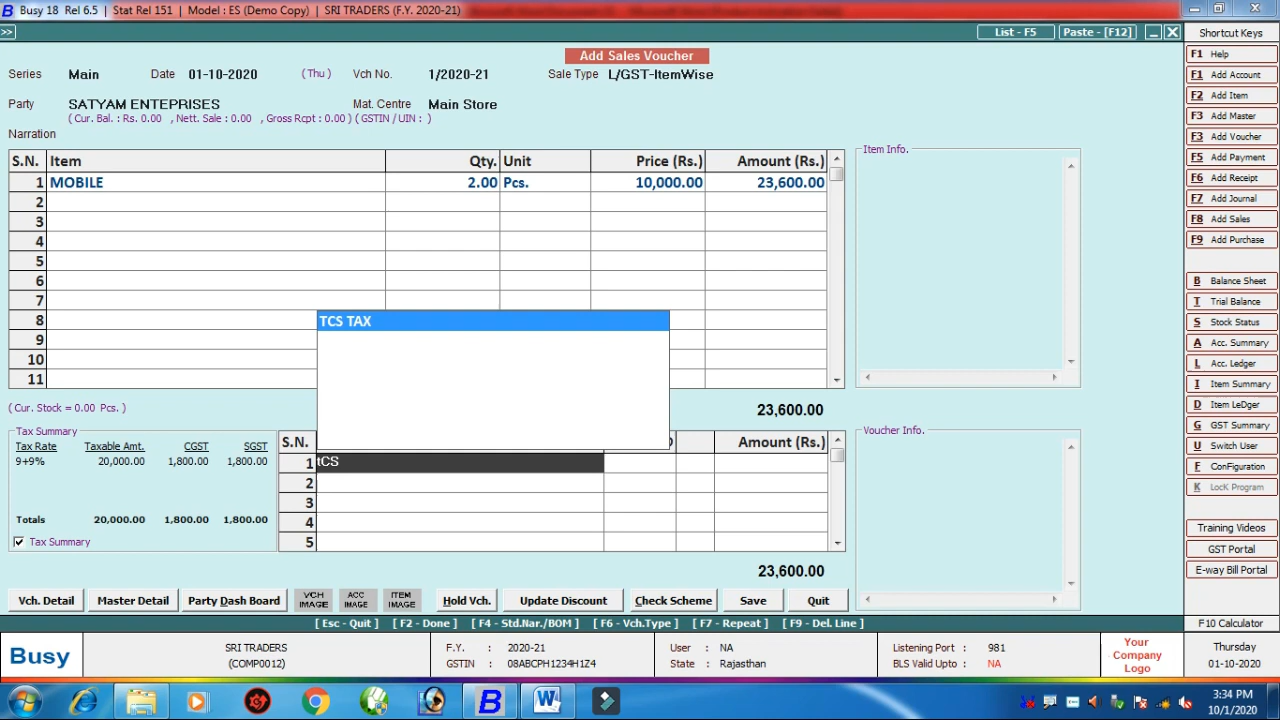 Busy 18 Rel 6.5 | Stat Rel 151 | Model : ES (Demo Copy) | SRI TRADERS (F.Y. 2020-21)
>> List - F5 Paste - [F12]
Add Sales Voucher
Series Main Date 01-10-2020 (Thu) Vch No. 1/2020-21 Sale Type L/GST-ItemWise
Party SATYAM ENTEPRISES Mat. Centre Main Store
( Cur. Bal. : Rs. 0.00 , Nett. Sale : 0.00 , Gross Rcpt : 0.00 ) ( GSTIN / UIN : )
Narration
S.N. Item Qty. Unit Price (Rs.) Amount (Rs.)
1 MOBILE 2.00 Pcs. 10,000.00 23,600.00
2
3
4
5
6
7
8
9
10
11
Item Info.
TCS TAX
( Cur. Stock = 0.00 Pcs. ) 23,600.00
Tax Summary
Tax Rate Taxable Amt. CGST SGST
9+9% 20,000.00 1,800.00 1,800.00
Totals 20,000.00 1,800.00 1,800.00
Tax Summary
S.N. Amount (Rs.)
1 tCS
2
3
4
5
23,600.00
Voucher Info.
Vch. Detail Master Detail Party Dash Board VCH IMAGE ACC IMAGE ITEM IMAGE Hold Vch. Update Discount Check Scheme Save Quit
[ Esc - Quit ] [ F2 - Done ] [ F4 - Std.Nar./BOM ] [ F6 - Vch.Type ] [ F7 - Repeat ] [ F9 - Del. Line ]
Shortcut Keys
F1 Help
F1 Add Account
F2 Add Item
F3 Add Master
F3 Add Voucher
F5 Add Payment
F6 Add Receipt
F7 Add Journal
F8 Add Sales
F9 Add Purchase
B Balance Sheet
T Trial Balance
S Stock Status
A Acc. Summary
L Acc. Ledger
I Item Summary
D Item LeDger
G GST Summary
U Switch User
F ConFiguration
K LocK Program
Training Videos
GST Portal
E-way Bill Portal
F10 Calculator
Busy
SRI TRADERS
(COMP0012)
F.Y. : 2020-21
GSTIN : 08ABCPH1234H1Z4
User : NA
State : Rajasthan
Listening Port : 981
BLS Valid Upto : NA
Your
Company
Logo
Thursday
01-10-2020
3:34 PM
10/1/2020